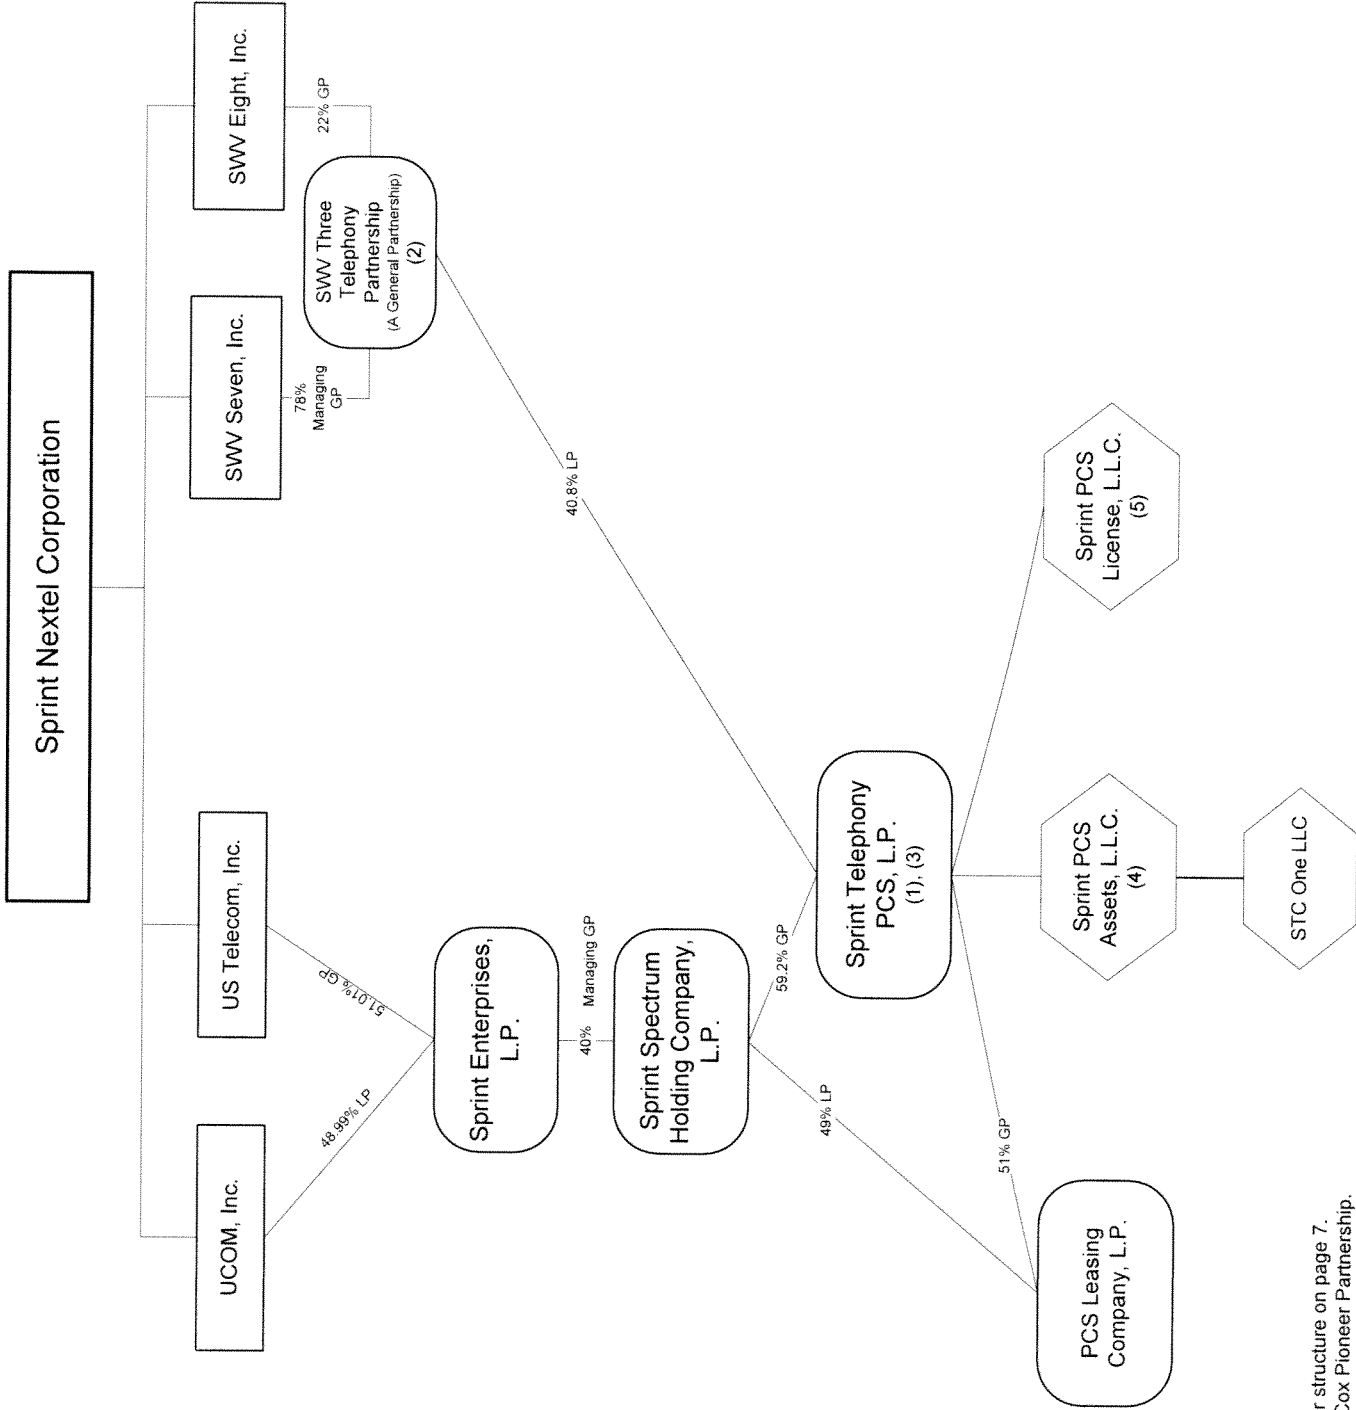 Sprint Nextel Corporation
UCOM, Inc.
US Telecom, Inc.
SWV Seven, Inc.
SWV Eight, Inc.
48.99% LP
51.01% GP
78%
Managing
GP
22% GP
SWV Three
Telephony
Partnership
(A General Partnership)
(2)
Sprint Enterprises,
L.P.
40% Managing GP
40.8% LP
Sprint Spectrum
Holding Company,
L.P.
49% LP
59.2% GP
Sprint Telephony
PCS, L.P.
(1), (3)
51% GP
PCS Leasing
Company, L.P.
Sprint PCS
Assets, L.L.C.
(4)
Sprint PCS
License, L.L.C.
(5)
STC One LLC
structure on page 7.
Cox Pioneer Partnership.